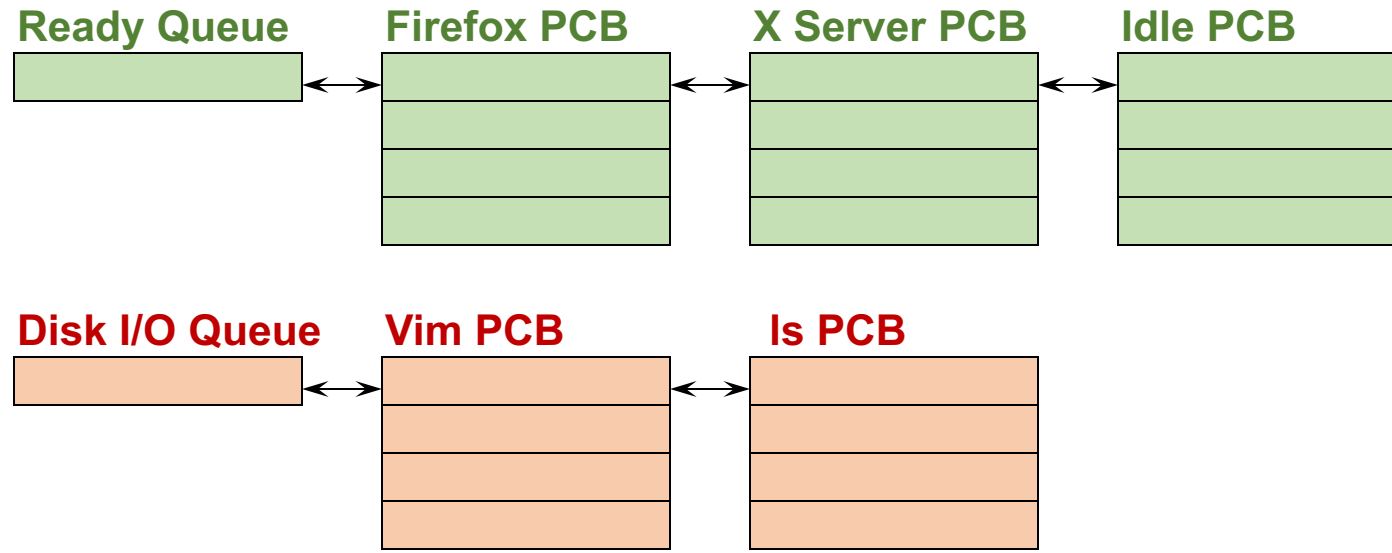 Ready Queue Firefox PCB X Server PCB Idle PCB
Disk I/O Queue Vim PCB ls PCB